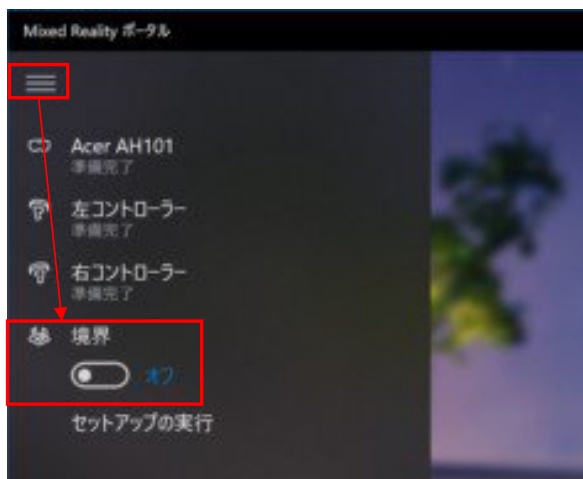 Mixed Reality ポータル
Acer AH101
準備完了
左コントローラー
準備完了
右コントローラー
準備完了
境界
オフ
セットアップの実行